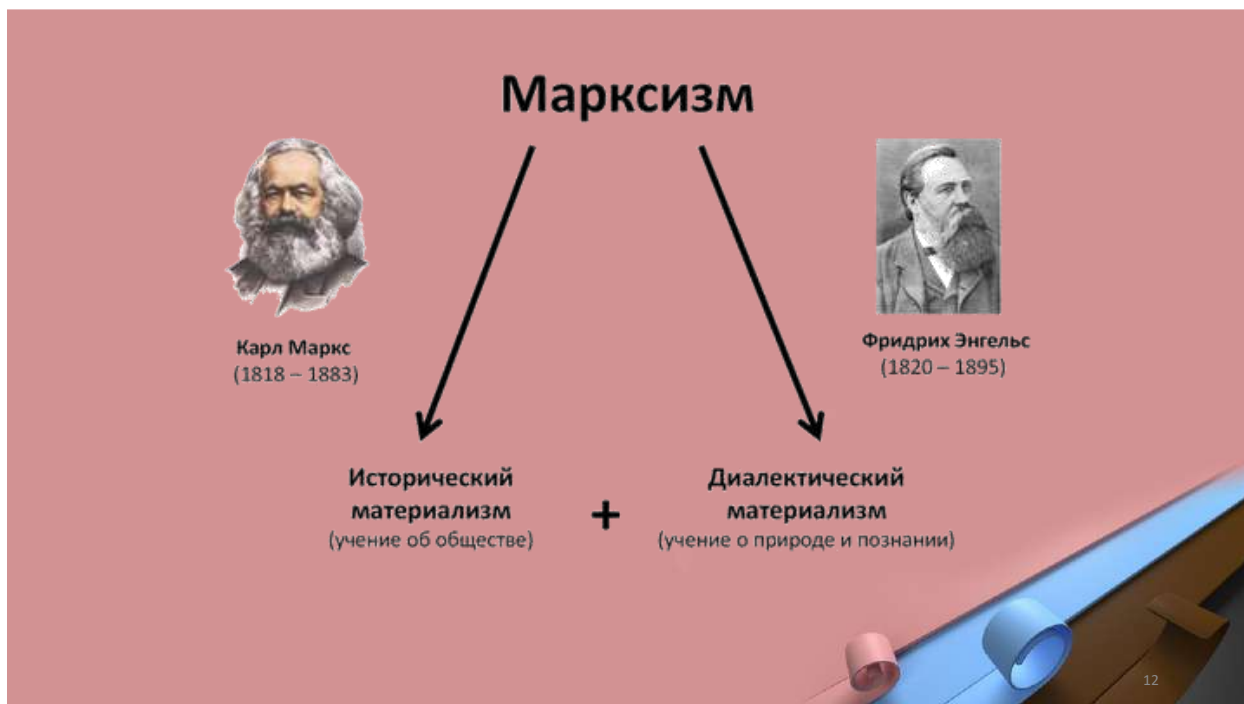 Марксизм
Карл Маркс
(1818 – 1883)
Фридрих Энгельс
(1820 – 1895)
Исторический
материализм
(учение об обществе)
+
Диалектический
материализм
(учение о природе и познании)
12